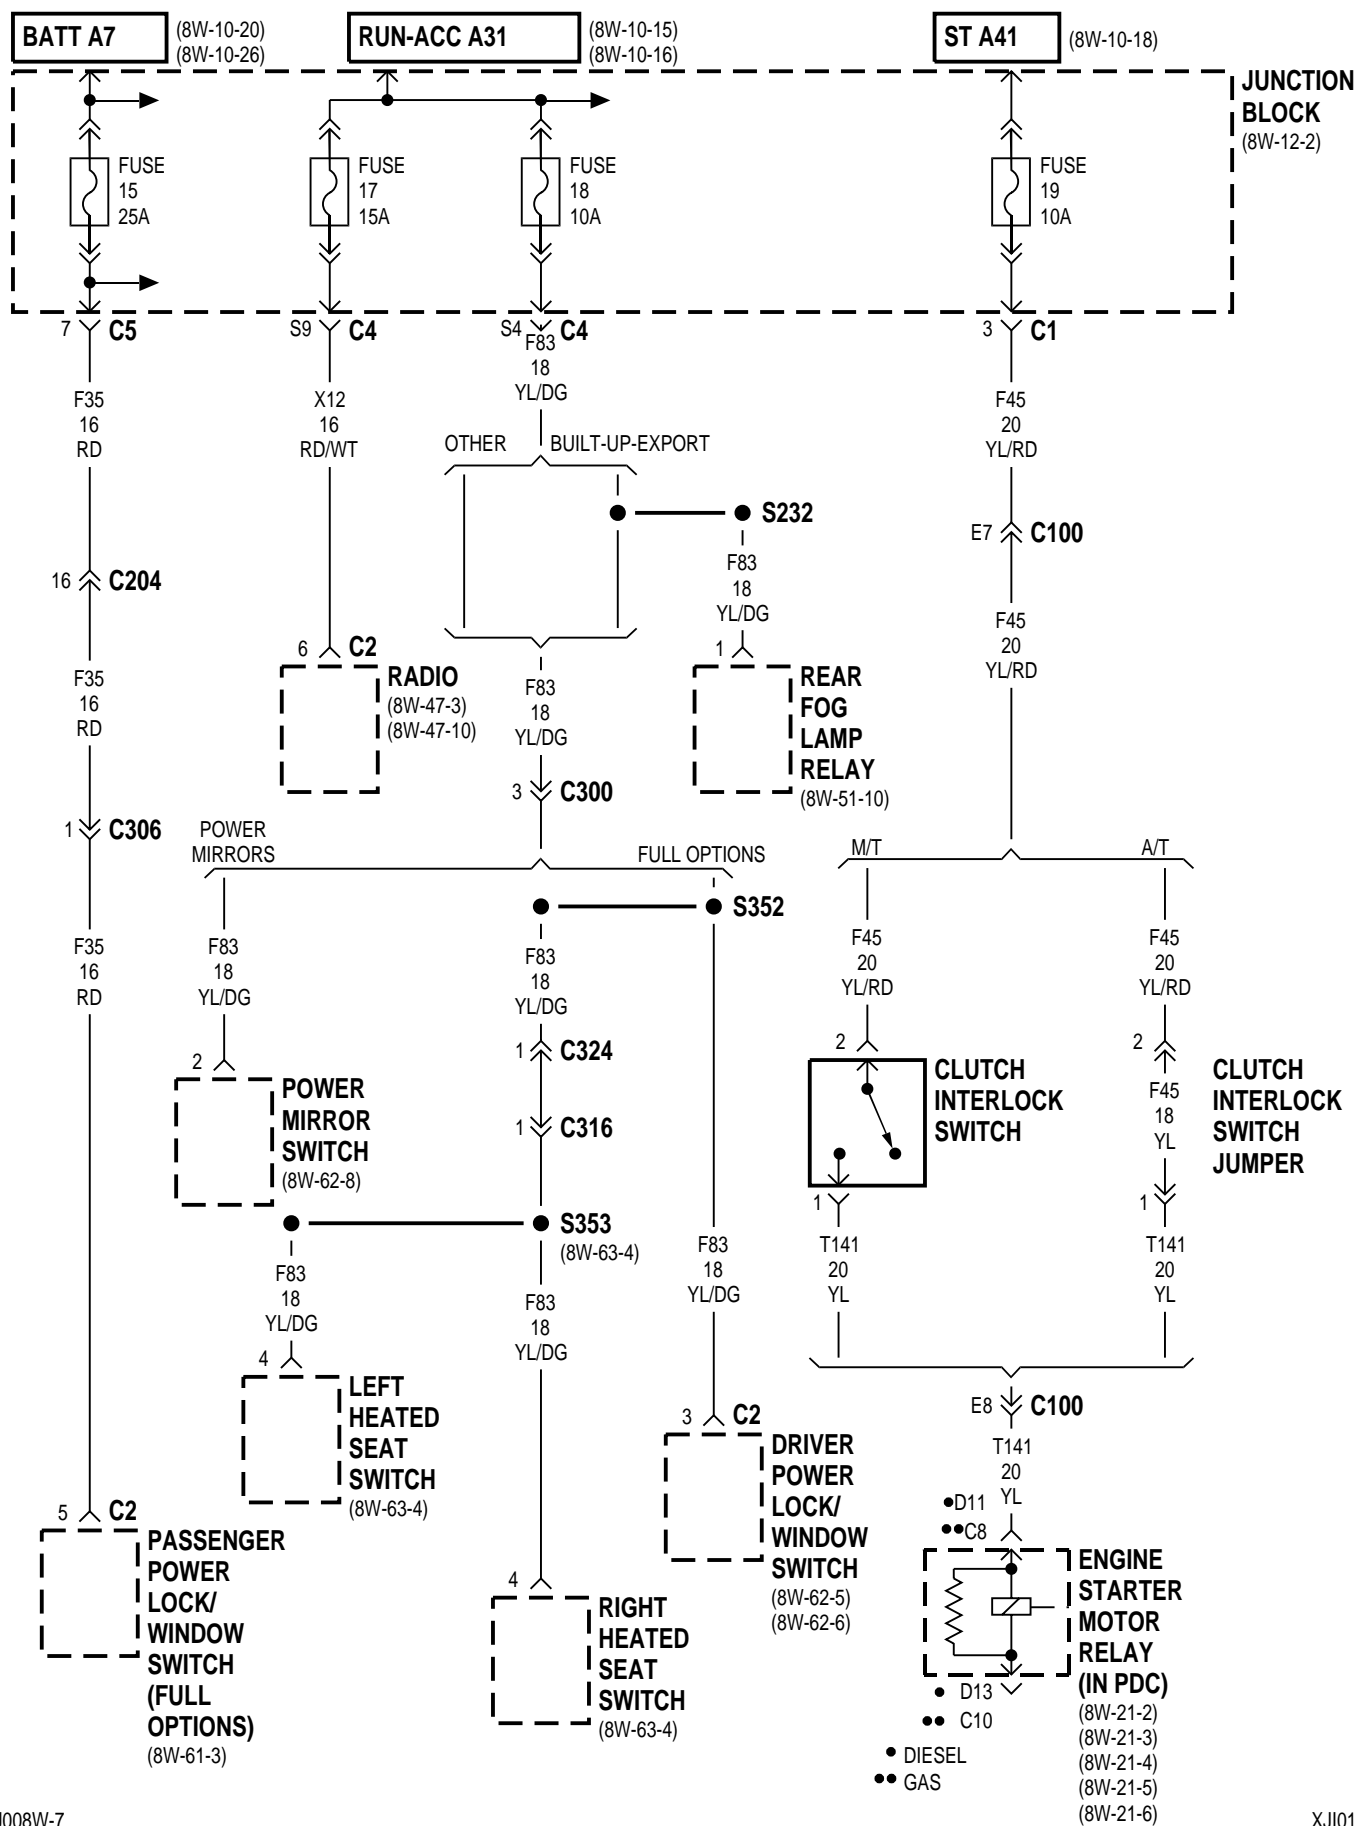 BATT A7
(8W-10-20)
(8W-10-26)
RUN-ACC A31
(8W-10-15)
(8W-10-16)
ST A41
(8W-10-18)
JUNCTION
BLOCK
(8W-12-2)
FUSE
15
25A
FUSE
17
15A
FUSE
18
10A
FUSE
19
10A
7
C5
S9
C4
S4
C4
3
C1
F35
16
RD
X12
16
RD/WT
F83
18
YL/DG
F45
20
YL/RD
OTHER
BUILT-UP-EXPORT
S232
E7
C100
16
C204
F83
18
YL/DG
F45
20
YL/RD
6
C2
RADIO
(8W-47-3)
(8W-47-10)
1
REAR
FOG
LAMP
RELAY
(8W-51-10)
F35
16
RD
F83
18
YL/DG
3
C300
1
C306
POWER
MIRRORS
FULL OPTIONS
M/T
A/T
S352
F35
16
RD
F83
18
YL/DG
F83
18
YL/DG
F45
20
YL/RD
F45
20
YL/RD
2
POWER
MIRROR
SWITCH
(8W-62-8)
1
C324
1
C316
2
CLUTCH
INTERLOCK
SWITCH
1
2
F45
18
YL
1
CLUTCH
INTERLOCK
SWITCH
JUMPER
S353
(8W-63-4)
F83
18
YL/DG
F83
18
YL/DG
F83
18
YL/DG
T141
20
YL
T141
20
YL
4
LEFT
HEATED
SEAT
SWITCH
(8W-63-4)
3
C2
DRIVER
POWER
LOCK/
WINDOW
SWITCH
(8W-62-5)
(8W-62-6)
E8
C100
T141
20
YL
5
C2
PASSENGER
POWER
LOCK/
WINDOW
SWITCH
(FULL
OPTIONS)
(8W-61-3)
4
RIGHT
HEATED
SEAT
SWITCH
(8W-63-4)
●D11
●●C8
ENGINE
STARTER
MOTOR
RELAY
(IN PDC)
(8W-21-2)
(8W-21-3)
(8W-21-4)
(8W-21-5)
(8W-21-6)
● D13
●● C10
● DIESEL
●● GAS
008W-7
XJI01